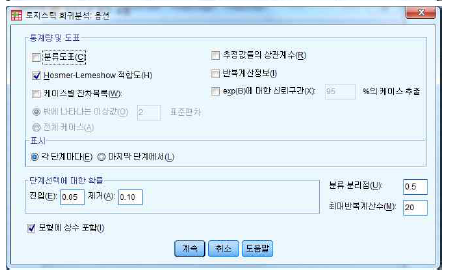 로지스틱 회귀분석: 옵션
통계량 및 도표
분류도표(C)
추정값들의 상관계수(R)
Hosmer-Lemeshow 적합도(H)
반복계산정보(I)
케이스별 잔차목록(W):
exp(B)에 대한 신뢰구간(X): 95 %의 케이스 추출
밖에 나타나는 이상값(O) 2 표준편차
전체 케이스(A)
표시
각 단계마다(E) 마지막 단계에서(L)
단계선택에 대한 확률
진입(E): 0.05 제거(A): 0.10
분류 분리점(U): 0.5
최대반복계산수(M): 20
모형에 상수 포함(I)
계속 취소 도움말